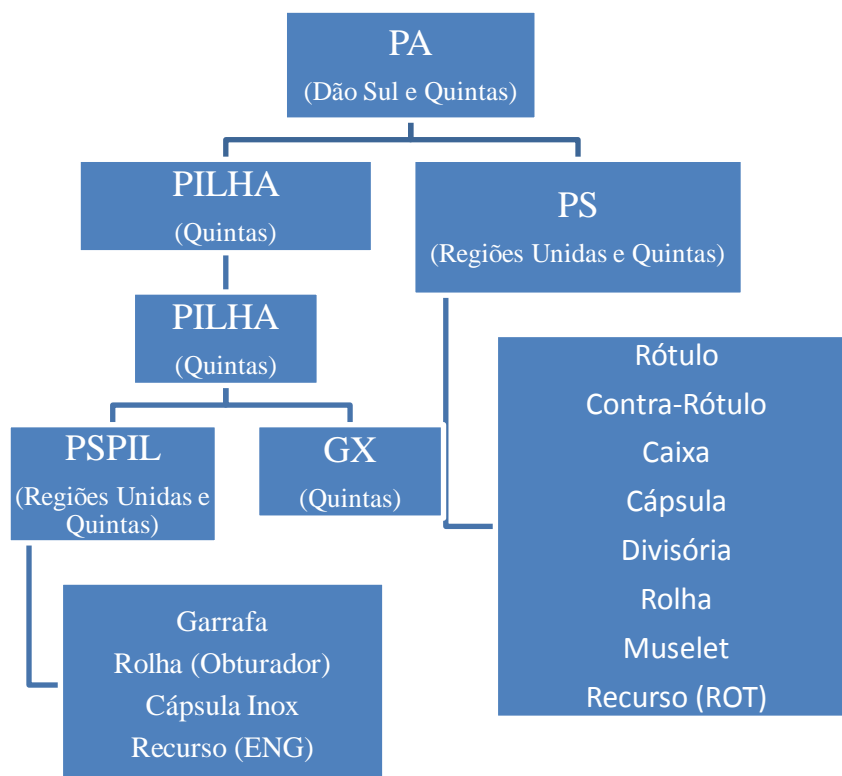 PA
(Dão Sul e Quintas)
PILHA
(Quintas)
PS
(Regiões Unidas e Quintas)
PILHA
(Quintas)
PSPIL
(Regiões Unidas e
Quintas)
GX
(Quintas)
Rótulo
Contra-Rótulo
Caixa
Cápsula
Divisória
Rolha
Muselet
Recurso (ROT)
Garrafa
Rolha (Obturador)
Cápsula Inox
Recurso (ENG)